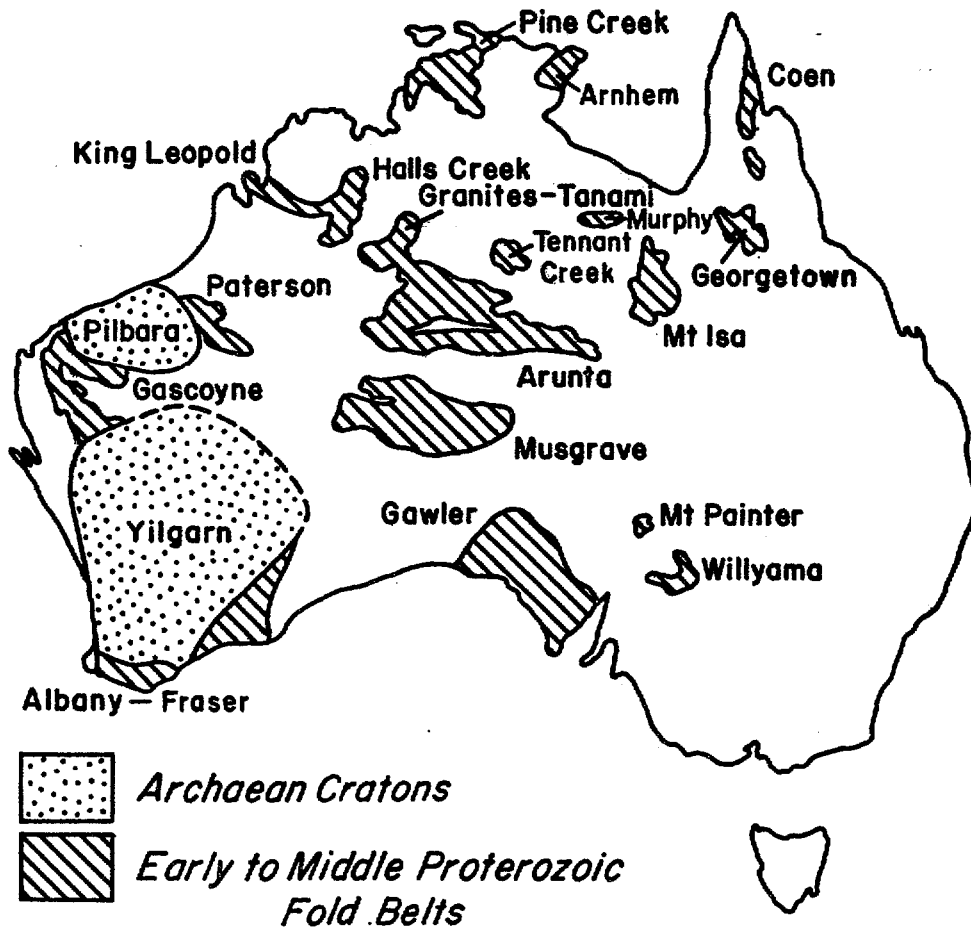 Pine Creek
Coen
Arnhem
King Leopold
Halls Creek
Granites-Tanami
Murphy
Tennant
Creek
Georgetown
Paterson
Pilbara
Mt Isa
Arunta
Gascoyne
Musgrave
Gawler
Mt Painter
Yilgarn
Willyama
Albany — Fraser
Archaean Cratons
Early to Middle Proterozoic
Fold .Belts